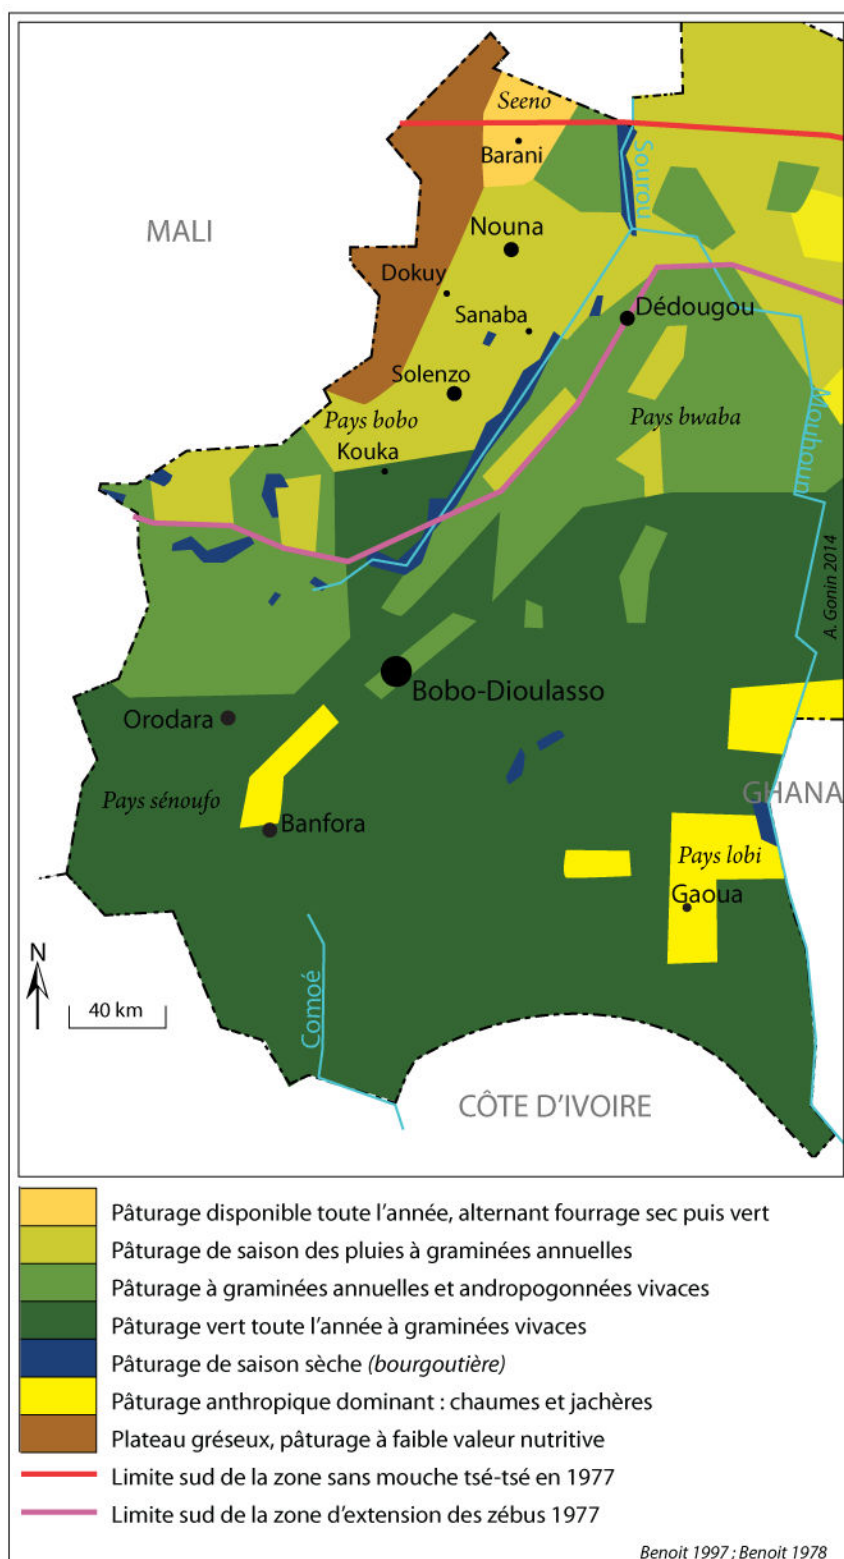 Seeno
Barani
Sourou
MALI
Nouna
Dokuy
Sanaba
Dédougou
Solenzo
Pays bobo
Pays bwaba
Kouka
Mouhoun
A. Gonin 2014
Bobo-Dioulasso
Orodara
GHANA
Pays sénoufo
Banfora
Pays lobi
Gaoua
N
40 km
Comoé
CÔTE D'IVOIRE
Pâturage disponible toute l'année, alternant fourrage sec puis vert
Pâturage de saison des pluies à graminées annuelles
Pâturage à graminées annuelles et andropogonnées vivaces
Pâturage vert toute l'année à graminées vivaces
Pâturage de saison sèche (bourgoutière)
Pâturage anthropique dominant : chaumes et jachères
Plateau gréseux, pâturage à faible valeur nutritive
Limite sud de la zone sans mouche tsé-tsé en 1977
Limite sud de la zone d'extension des zébus 1977
Benoit 1997 ; Benoit 1978